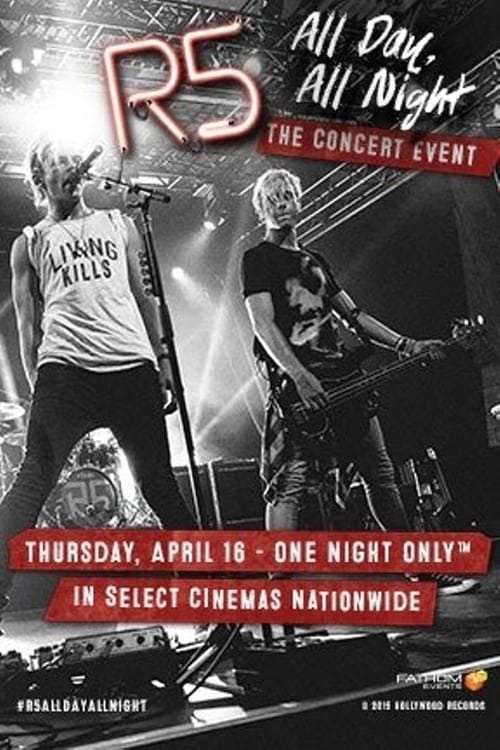 R5
All Day,
All Night
THE CONCERT EVENT
LIVING
KILLS
R5
THURSDAY, APRIL 16 - ONE NIGHT ONLY™
IN SELECT CINEMAS NATIONWIDE
FATHOM
EVENTS
#R5ALLDAYALLNIGHT
© 2015 HOLLYWOOD RECORDS